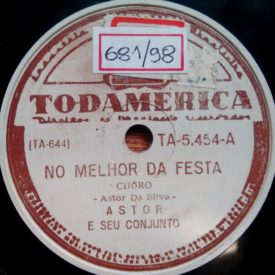 681/98
TODAMERICA
(TA-644)
TA-5.454-A
NO MELHOR DA FESTA
CHÔRO
- Astor Da Silva -
ASTOR
E SEU CONJUNTO